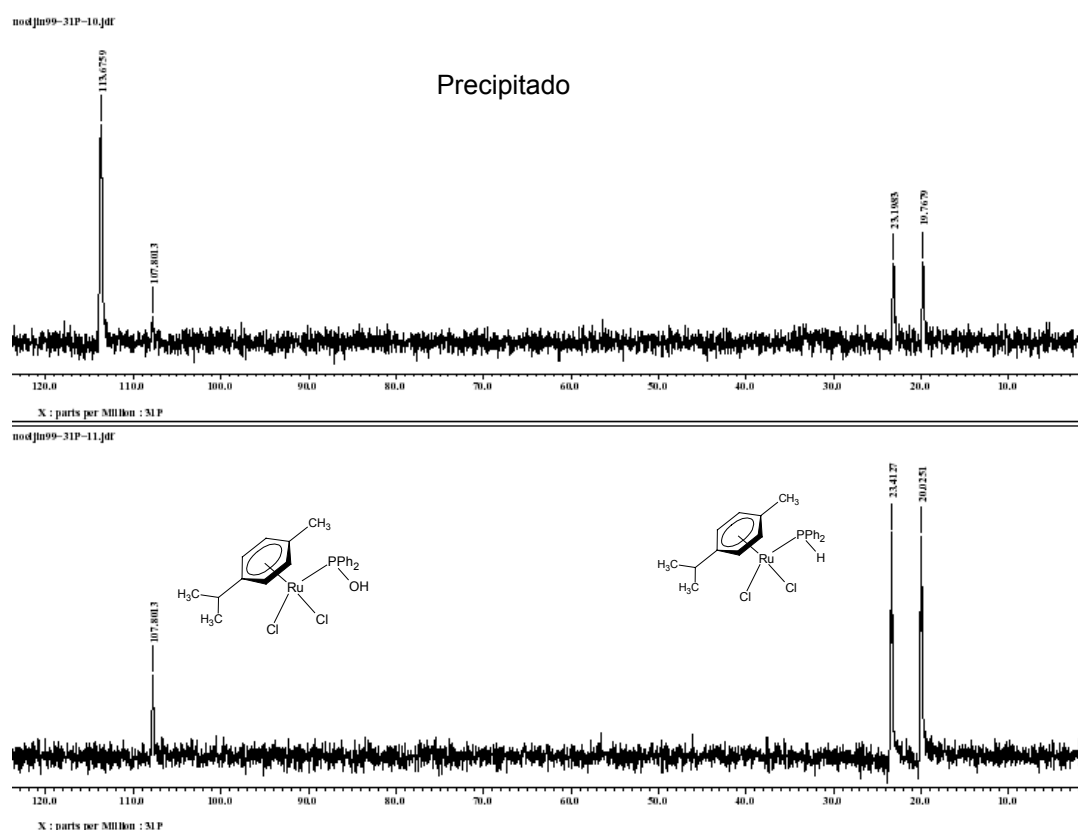 noeljin99-31P-10.jdf
Precipitado
113.6759
107.8013
23.1983
19.7679
120.0 110.0 100.0 90.0 80.0 70.0 60.0 50.0 40.0 30.0 20.0 10.0
X : parts per Million : 31P
noeljin99-31P-11.jdf
107.8013
23.4127
20.0251
CH3
PPh2
OH
Ru
H3C
CH3
Cl
Cl
CH3
PPh2
H
Ru
H3C
CH3
Cl
Cl
120.0 110.0 100.0 90.0 80.0 70.0 60.0 50.0 40.0 30.0 20.0 10.0
X : parts per Million : 31P